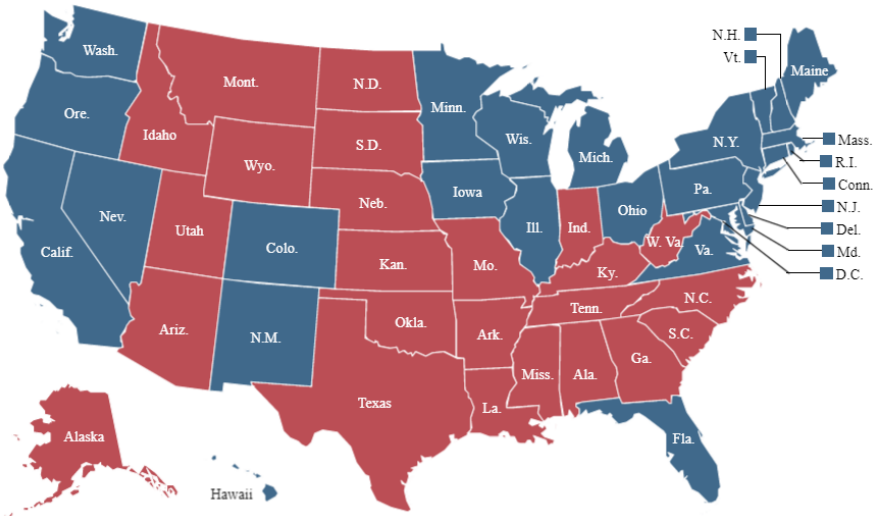 N.H.
Vt.
Wash.
Maine
Mont.
N.D.
Minn.
Ore.
Idaho
S.D.
Wis.
Mich.
N.Y.
Mass.
R.I.
Wyo.
Conn.
Iowa
Pa.
N.J.
Neb.
Nev.
Utah
Ill.
Ind.
Ohio
Del.
Calif.
Colo.
W. Va.
Va.
Md.
Kan.
Mo.
Ky.
D.C.
N.C.
Tenn.
Okla.
Ark.
S.C.
Ariz.
N.M.
Ga.
Miss.
Ala.
Texas
La.
Alaska
Fla.
Hawaii